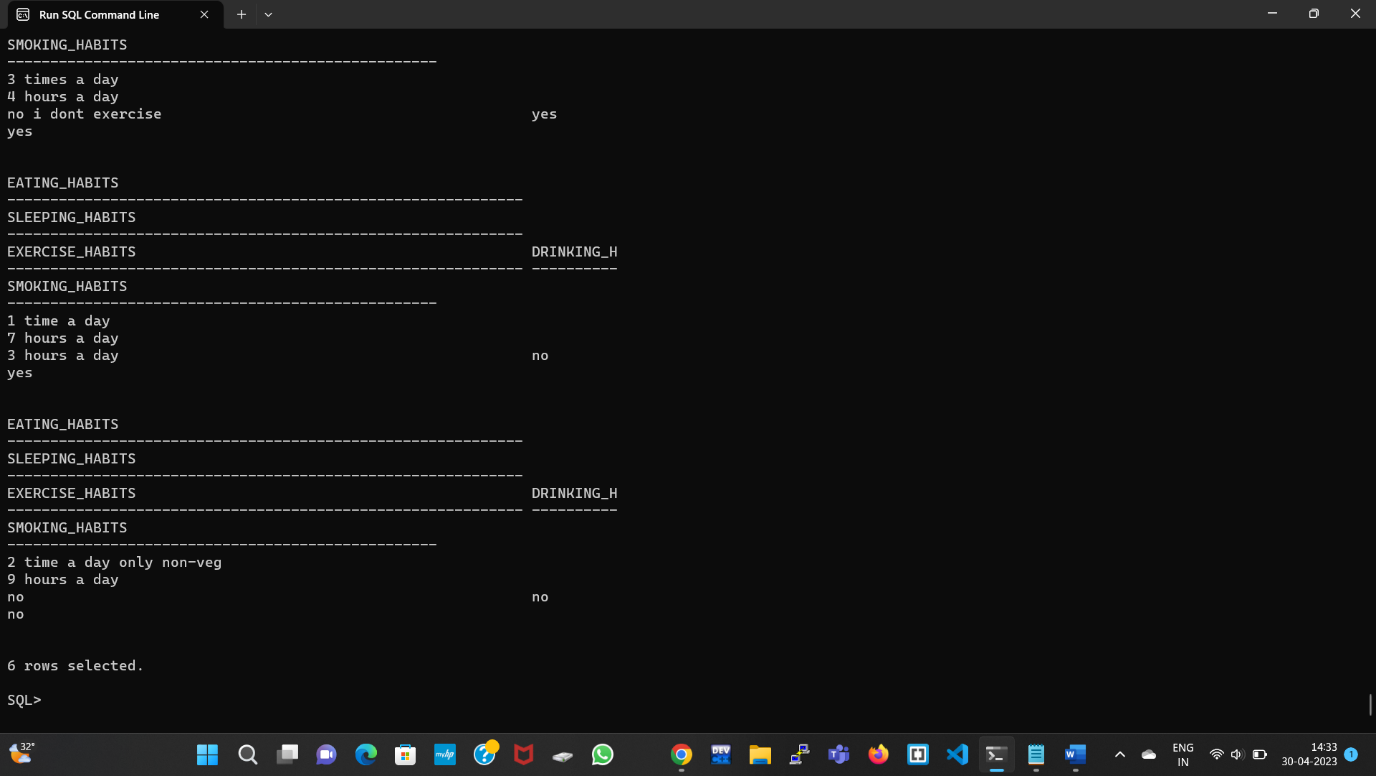 Run SQL Command Line
SMOKING_HABITS
--------------------------------------------------
3 times a day
4 hours a day
no i dont exercise yes
yes
EATING_HABITS
------------------------------------------------------------
SLEEPING_HABITS
------------------------------------------------------------
EXERCISE_HABITS DRINKING_H
------------------------------------------------------------ ----------
SMOKING_HABITS
--------------------------------------------------
1 time a day
7 hours a day
3 hours a day no
yes
EATING_HABITS
------------------------------------------------------------
SLEEPING_HABITS
------------------------------------------------------------
EXERCISE_HABITS DRINKING_H
------------------------------------------------------------ ----------
SMOKING_HABITS
--------------------------------------------------
2 time a day only non-veg
9 hours a day
no no
no
6 rows selected.
SQL>
32°
myHP
DEV
C++
ENG
IN
14:33
30-04-2023
1